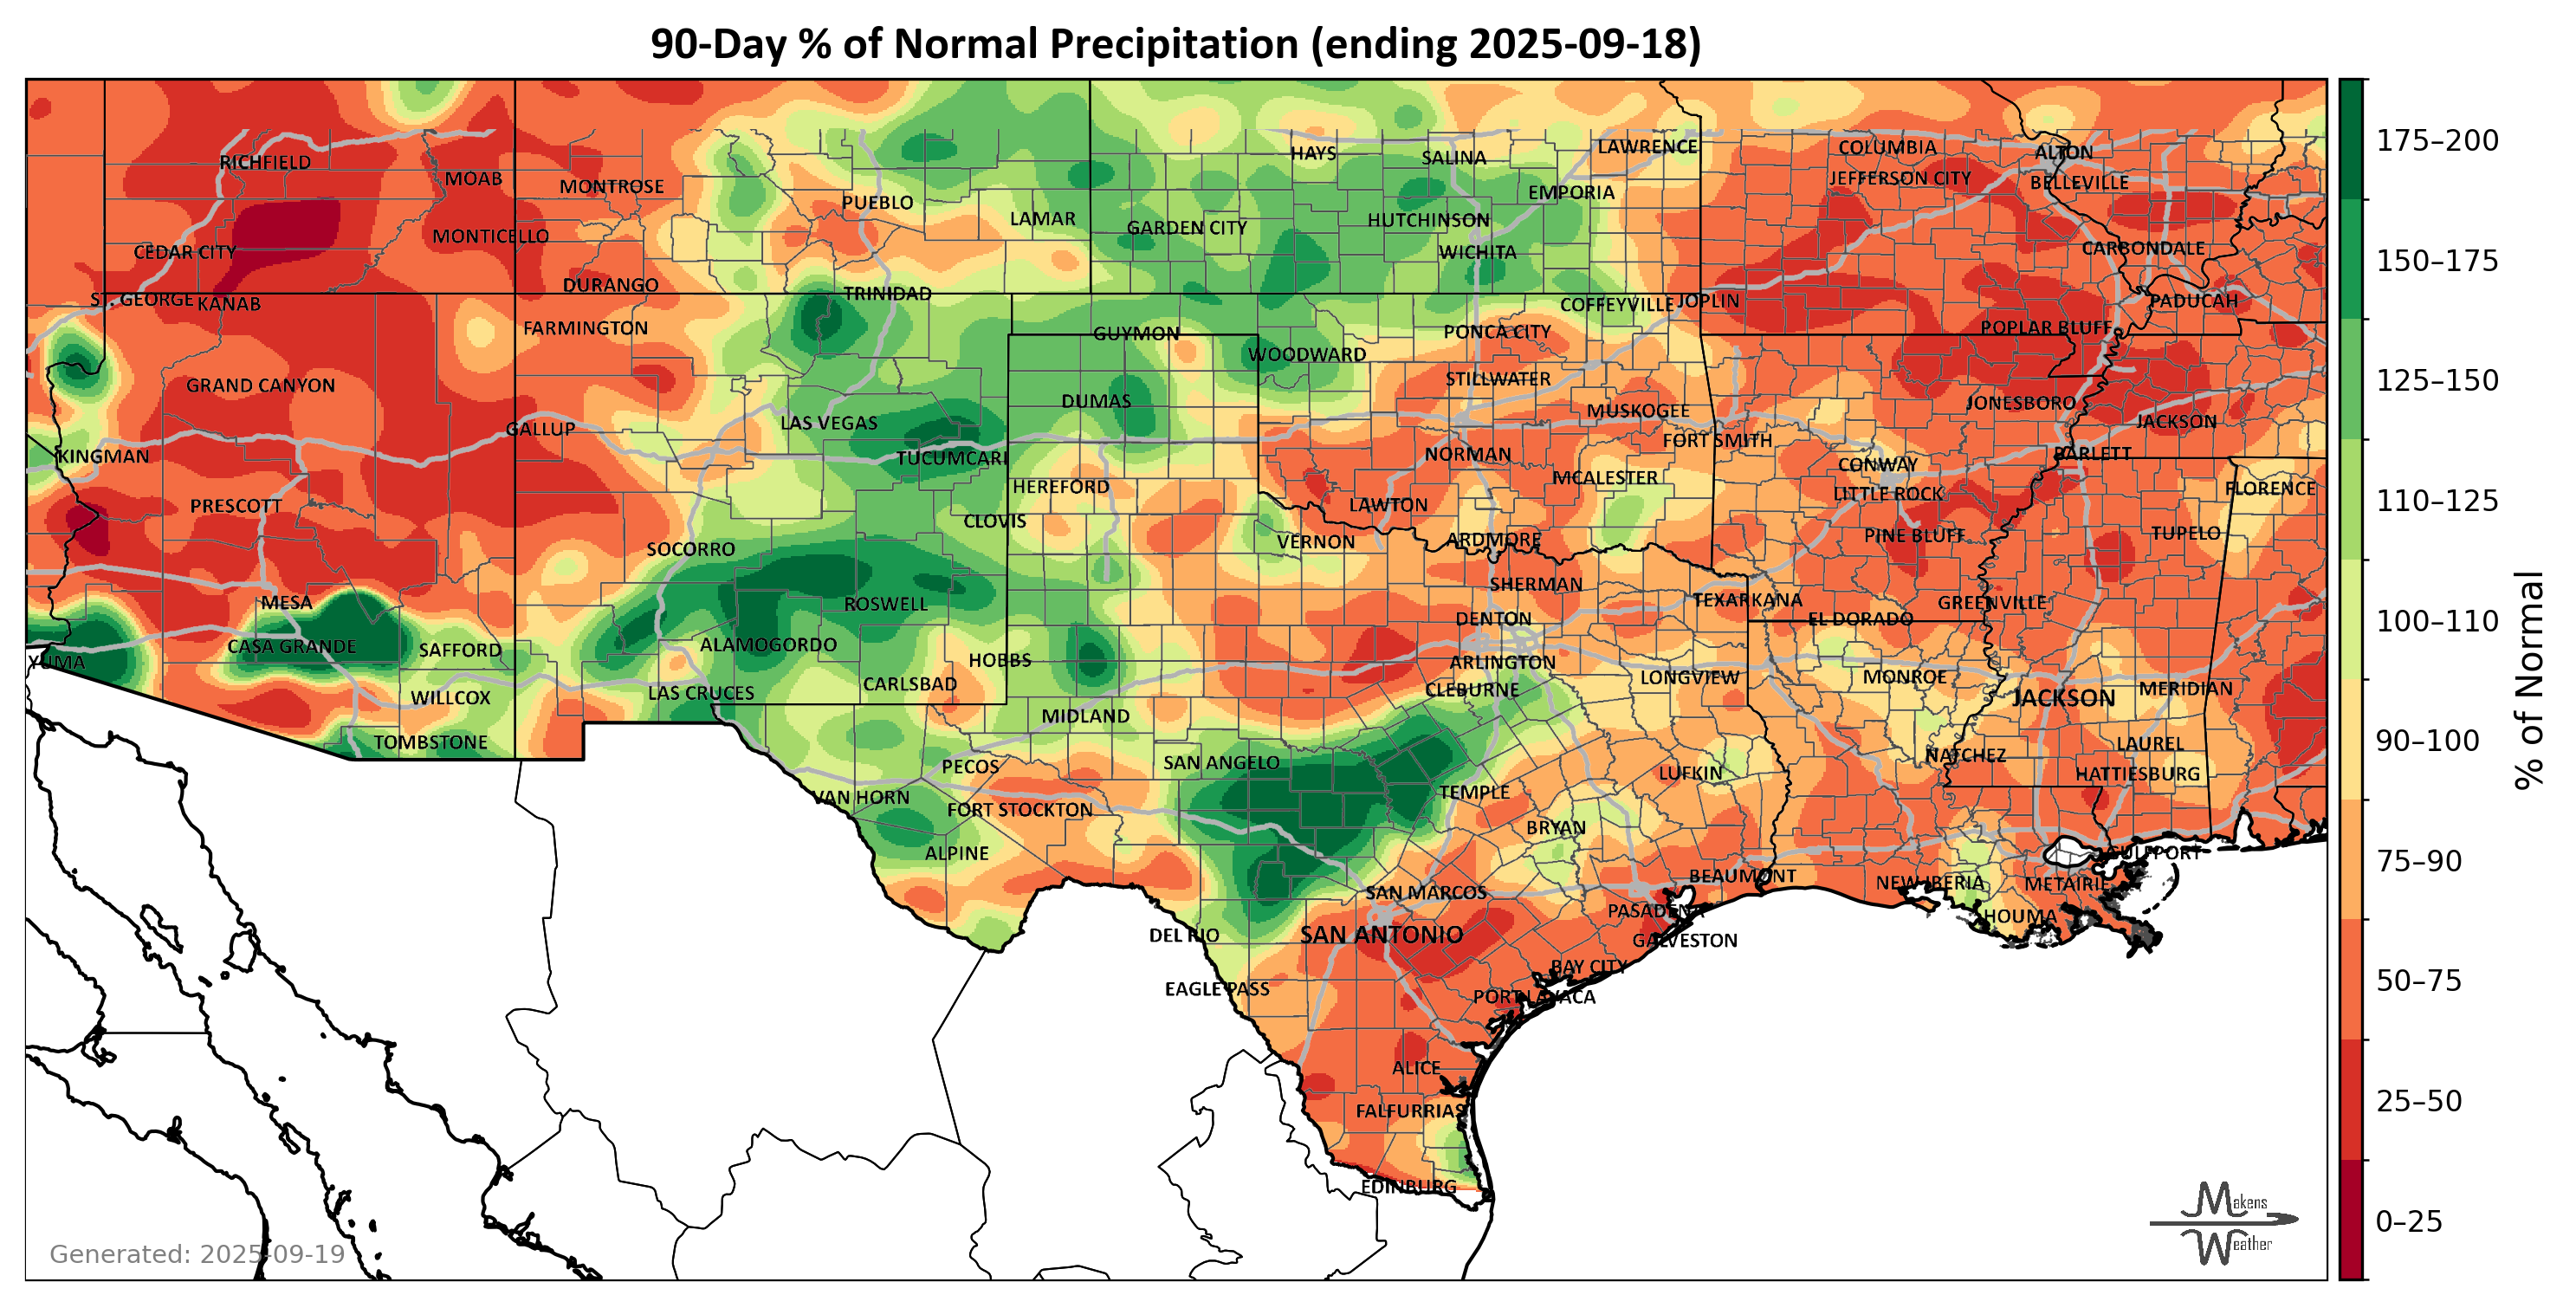 90-Day % of Normal Precipitation (ending 2025-09-18)
RICHFIELD
MOAB
MONTROSE
PUEBLO
LAMAR
HAYS
SALINA
LAWRENCE
EMPORIA
COLUMBIA
JEFFERSON CITY
ALTON
BELLEVILLE
CEDAR CITY
MONTICELLO
GARDEN CITY
HUTCHINSON
WICHITA
CARBONDALE
ST. GEORGE
KANAB
DURANGO
TRINIDAD
COFFEYVILLE
JOPLIN
PADUCAH
FARMINGTON
GUYMON
PONCA CITY
POPLAR BLUFF
WOODWARD
GRAND CANYON
DUMAS
STILLWATER
JONESBORO
GALLUP
LAS VEGAS
MUSKOGEE
JACKSON
KINGMAN
TUCUMCARI
NORMAN
FORT SMITH
BARLETT
HEREFORD
MCALESTER
CONWAY
LITTLE ROCK
FLORENCE
PRESCOTT
CLOVIS
LAWTON
SOCORRO
VERNON
ARDMORE
PINE BLUFF
TUPELO
MESA
ROSWELL
SHERMAN
TEXARKANA
GREENVILLE
CASA GRANDE
SAFFORD
ALAMOGORDO
DENTON
EL DORADO
YUMA
HOBBS
ARLINGTON
WILLCOX
LAS CRUCES
CARLSBAD
CLEBURNE
LONGVIEW
MONROE
JACKSON
MERIDIAN
TOMBSTONE
MIDLAND
PECOS
SAN ANGELO
LUFKIN
NATCHEZ
LAUREL
HATTIESBURG
VAN HORN
FORT STOCKTON
TEMPLE
BRYAN
ALPINE
SAN MARCOS
BEAUMONT
NEW IBERIA
METAIRIE
GULFPORT
DEL RIO
SAN ANTONIO
PASADENA
GALVESTON
HOUMA
EAGLE PASS
BAY CITY
PORT LAVACA
ALICE
FALFURRIAS
EDINBURG
175–200
150–175
125–150
110–125
100–110
90–100
75–90
50–75
25–50
0–25
% of Normal
Generated: 2025-09-19
Makens
Weather